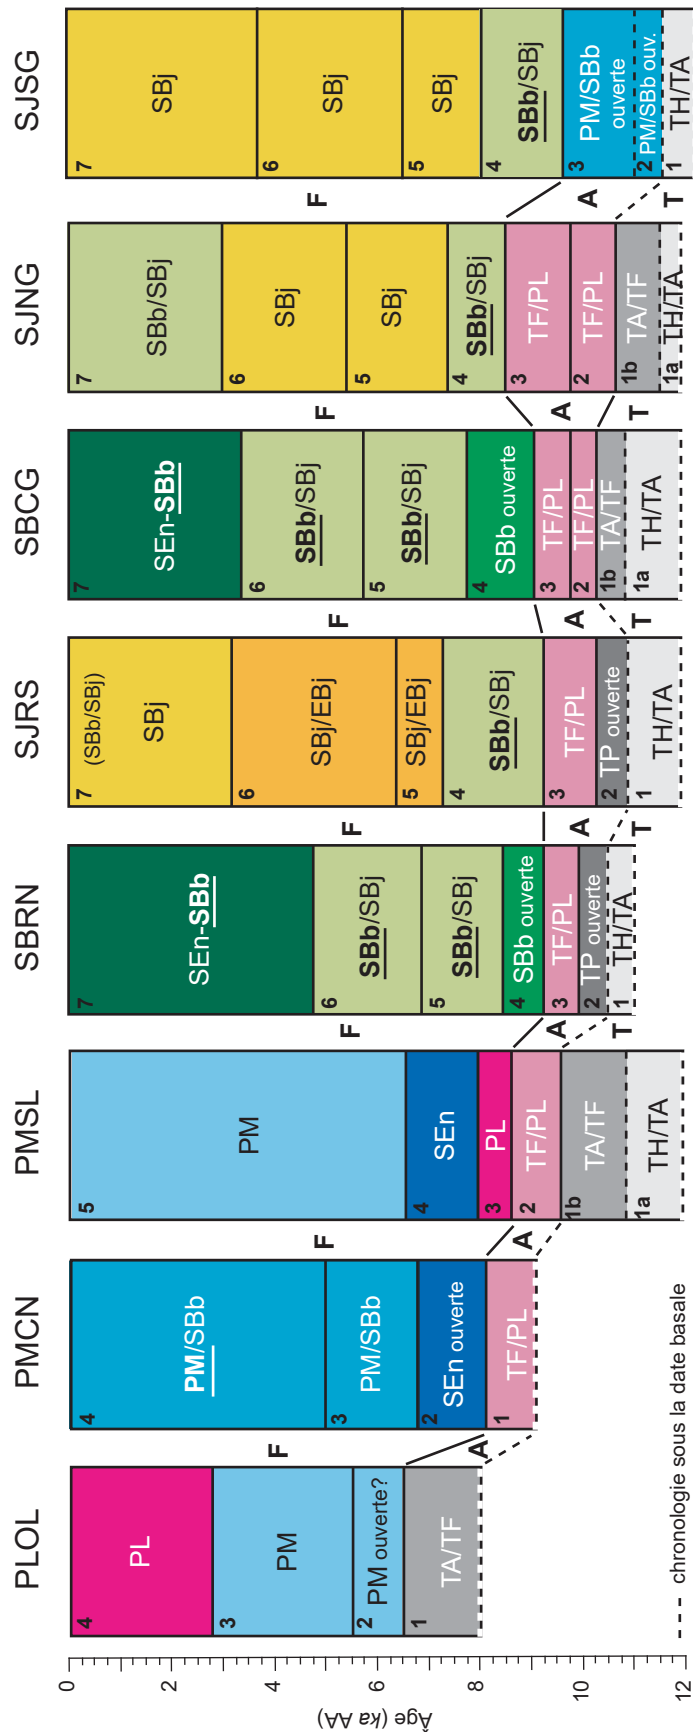 PLOL
PMCN
PMSL
SBRN
SJRS
SBCG
SJNG
SJSG
Âge (ka AA)
0
2
4
6
8
10
12
4
PL
3
PM
2
PM ouverte?
1
TA/TF
F
A
4
PM/SBb
3
PM/SBb
2
SEn ouverte
1
TF/PL
F
A
5
PM
4
SEn
3
PL
2
TF/PL
1b
TA/TF
1a
TH/TA
F
A
T
7
SEn-SBb
6
SBb/SBj
5
SBb/SBj
4
SBb ouverte
3
TF/PL
2
TP ouverte
1
TH/TA
F
A
T
7
(SBb/SBj)
SBj
6
SBj/EBj
5
SBj/EBj
4
SBb/SBj
3
TF/PL
2
TP ouverte
1
TH/TA
F
A
T
7
SEn-SBb
6
SBb/SBj
5
SBb/SBj
4
SBb ouverte
3
TF/PL
2
TF/PL
1b
TA/TF
1a
TH/TA
F
A
T
7
SBb/SBj
6
SBj
5
SBj
4
SBb/SBj
3
TF/PL
2
TF/PL
1b
TA/TF
1a
TH/TA
F
A
T
7
SBj
6
SBj
5
SBj
4
SBb/SBj
3
PM/SBb
ouverte
2
PM/SBb ouv.
1
TH/TA
chronologie sous la date basale